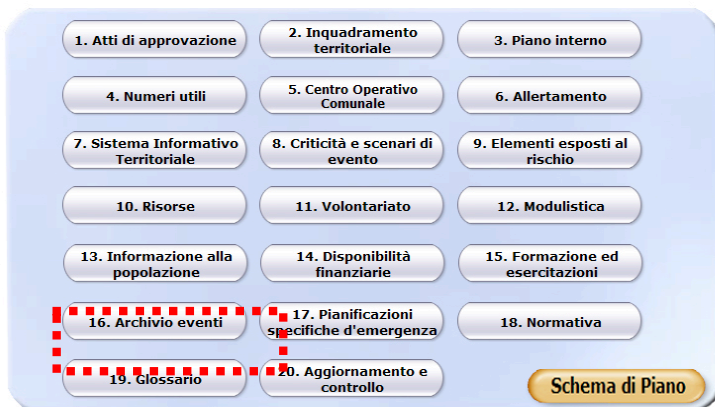 1. Atti di approvazione
2. Inquadramento
territoriale
3. Piano interno
4. Numeri utili
5. Centro Operativo
Comunale
6. Allertamento
7. Sistema Informativo
Territoriale
8. Criticità e scenari di
evento
9. Elementi esposti al
rischio
10. Risorse
11. Volontariato
12. Modulistica
13. Informazione alla
popolazione
14. Disponibilità
finanziarie
15. Formazione ed
esercitazioni
16. Archivio eventi
17. Pianificazioni
specifiche d'emergenza
18. Normativa
19. Glossario
20. Aggiornamento e
controllo
Schema di Piano